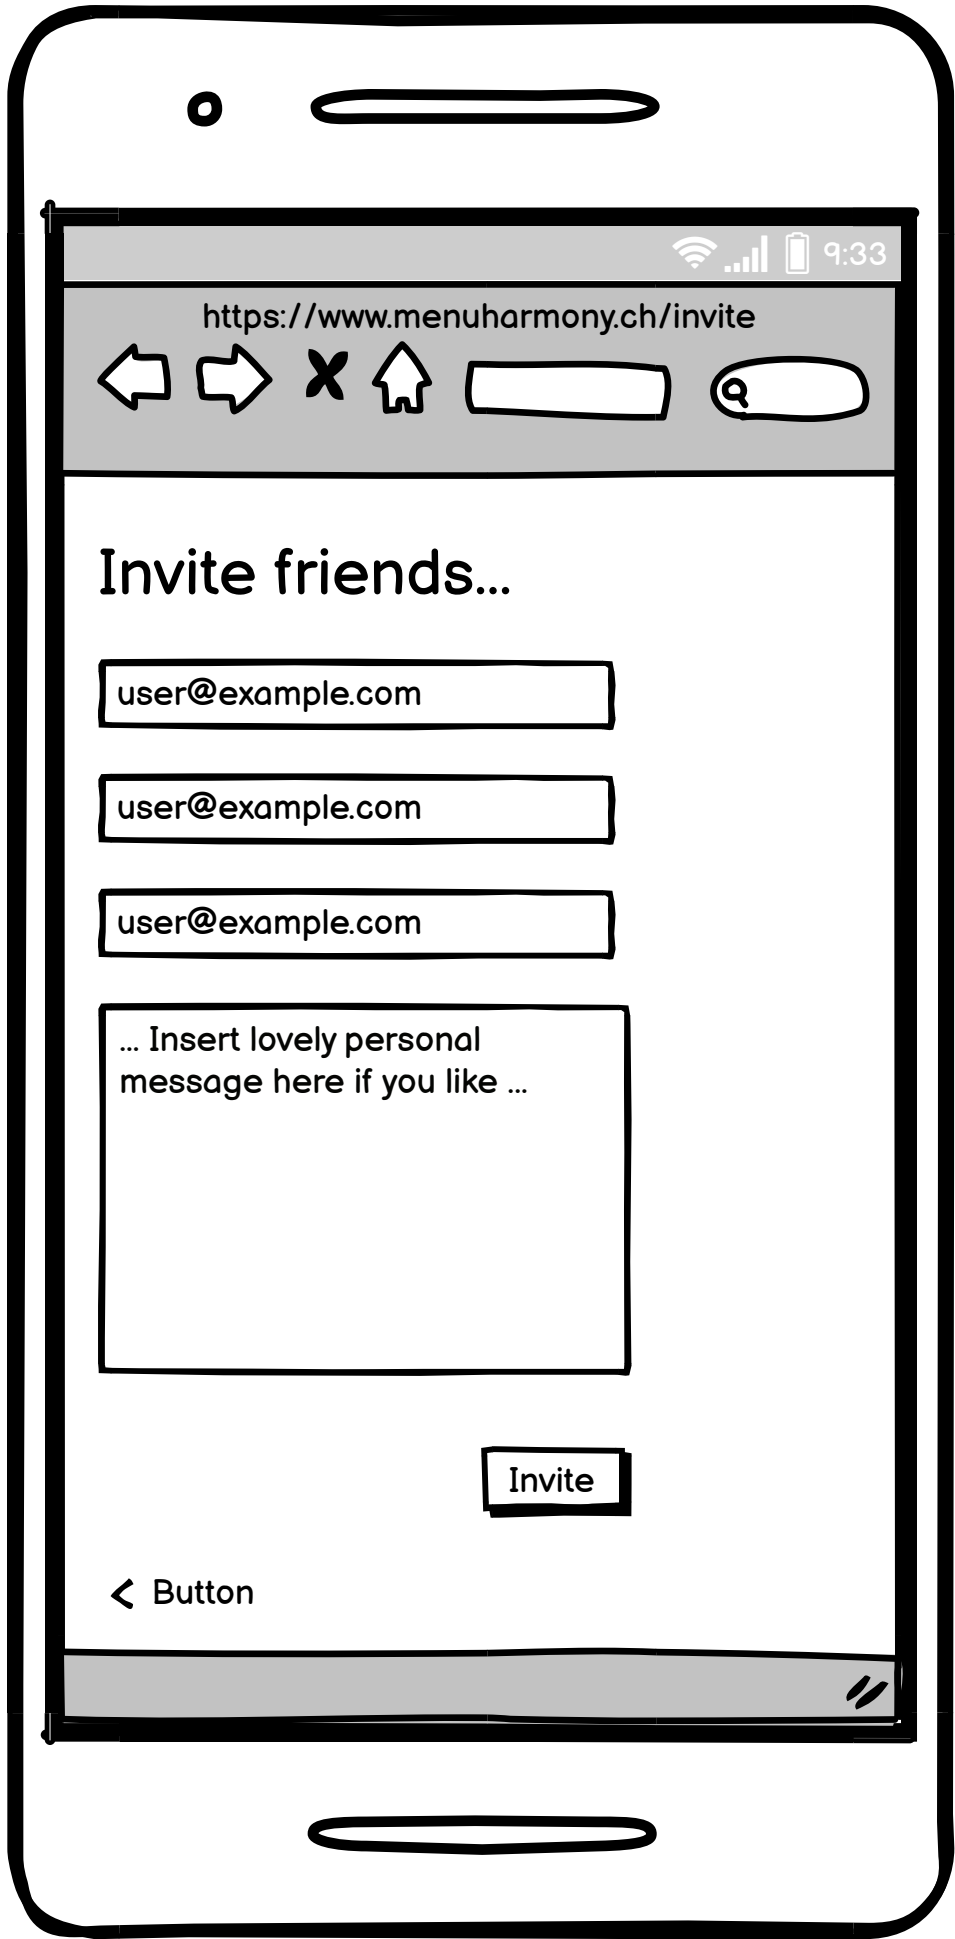 9:33
https://www.menuharmony.ch/invite
Invite friends...
user@example.com
user@example.com
user@example.com
... Insert lovely personal
message here if you like ...
Invite
Button